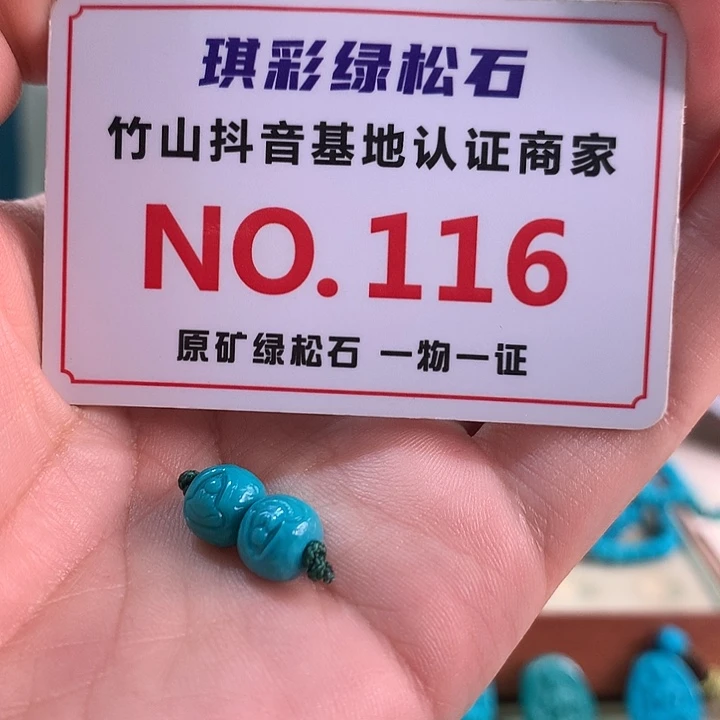 琪彩绿松石
竹山抖音基地认证商家
NO.116
原矿绿松石 一物一证